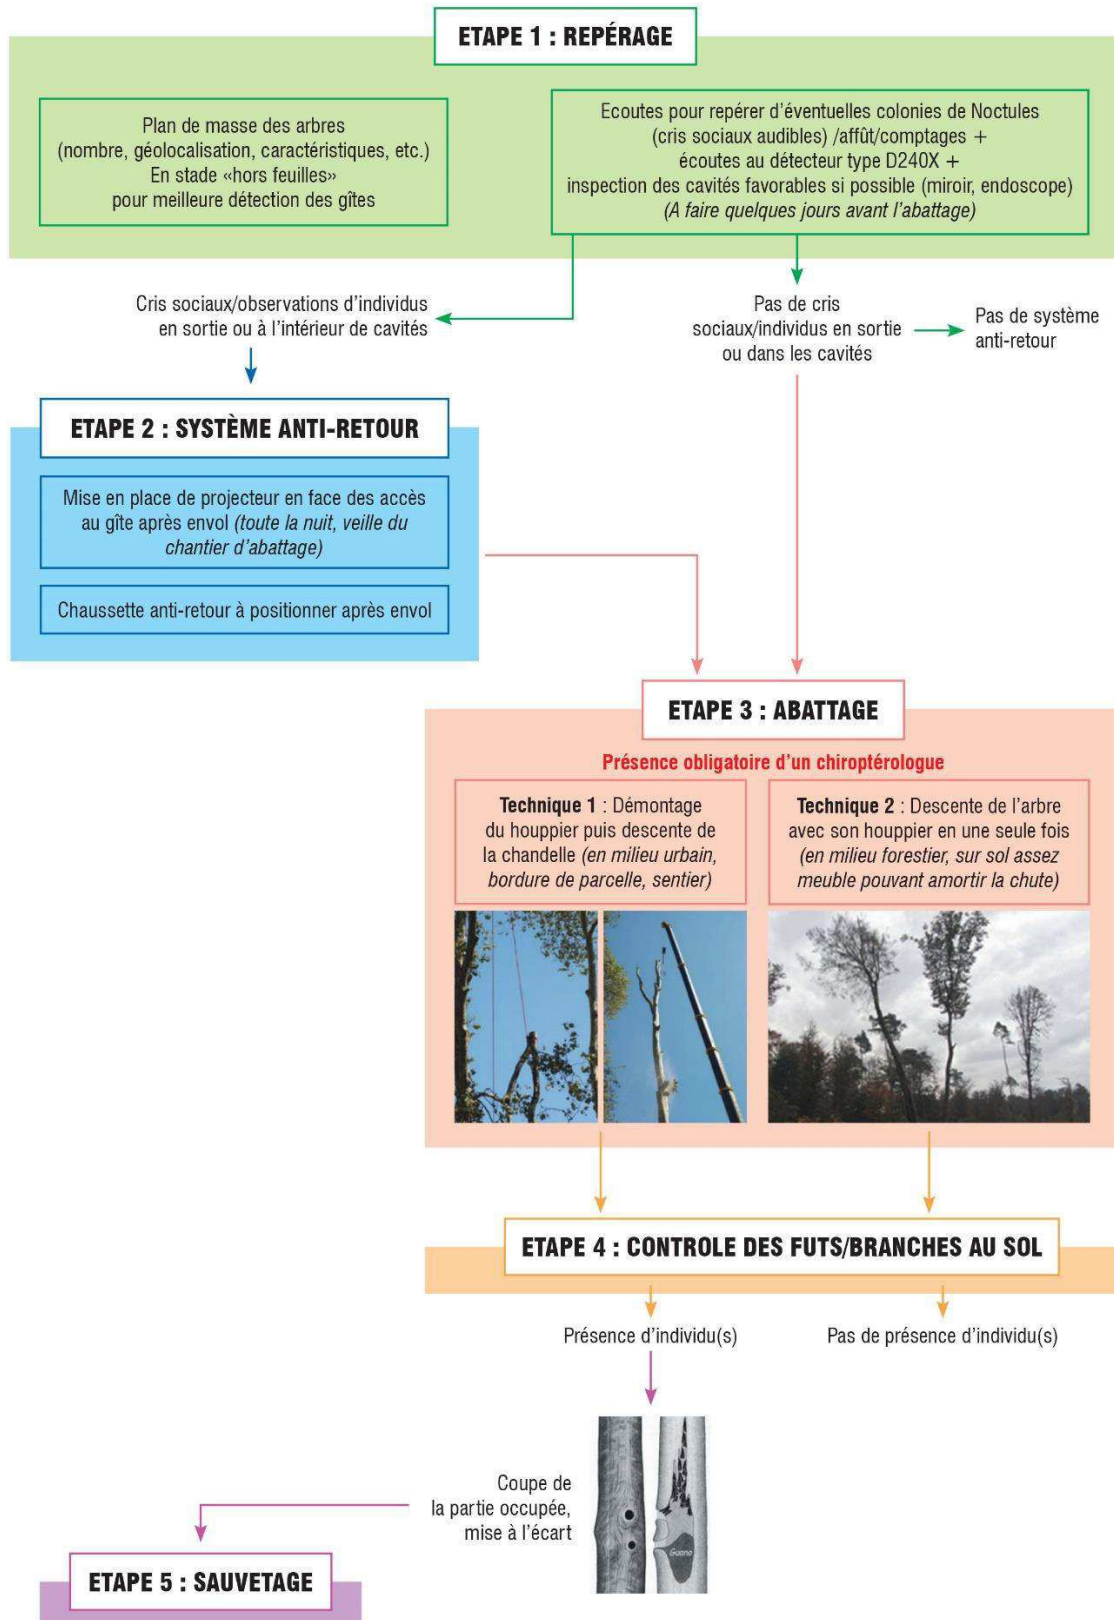 ETAPE 1 : REPÉRAGE
Plan de masse des arbres
(nombre, géolocalisation, caractéristiques, etc.)
En stade «hors feuilles»
pour meilleure détection des gîtes
Ecoutes pour repérer d’éventuelles colonies de Noctules
(cris sociaux audibles) /affût/comptages +
écoutes au détecteur type D240X +
inspection des cavités favorables si possible (miroir, endoscope)
(A faire quelques jours avant l’abattage)
Cris sociaux/observations d’individus
en sortie ou à l’intérieur de cavités
Pas de cris
sociaux/individus en sortie
ou dans les cavités
Pas de système
anti-retour
ETAPE 2 : SYSTÈME ANTI-RETOUR
Mise en place de projecteur en face des accès
au gîte après envol (toute la nuit, veille du
chantier d’abattage)
Chaussette anti-retour à positionner après envol
ETAPE 3 : ABATTAGE
Présence obligatoire d’un chiroptérologue
Technique 1 : Démontage
du houppier puis descente de
la chandelle (en milieu urbain,
bordure de parcelle, sentier)
Technique 2 : Descente de l’arbre
avec son houppier en une seule fois
(en milieu forestier, sur sol assez
meuble pouvant amortir la chute)
ETAPE 4 : CONTROLE DES FUTS/BRANCHES AU SOL
Présence d’individu(s)
Pas de présence d’individu(s)
Coupe de
la partie occupée,
mise à l’écart
Guano
ETAPE 5 : SAUVETAGE